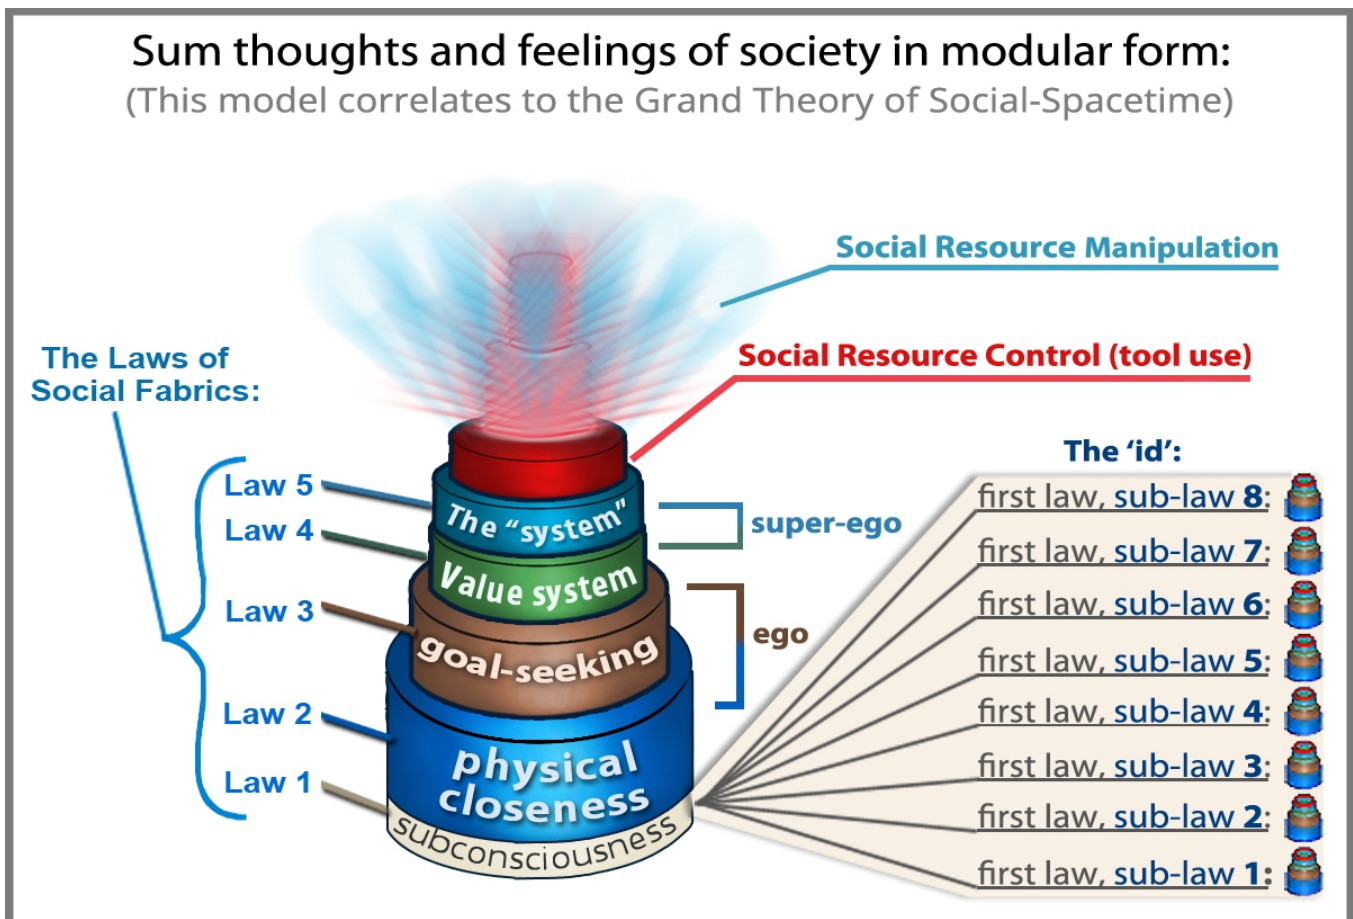 Sum thoughts and feelings of society in modular form:
(This model correlates to the Grand Theory of Social-Spacetime)
Social Resource Manipulation
Social Resource Control (tool use)
The Laws of
Social Fabrics:
Law 5
Law 4
Law 3
Law 2
Law 1
The "system"
Value system
goal-seeking
physical
closeness
subconsciousness
super-ego
ego
The 'id':
first law, sub-law 8:
first law, sub-law 7:
first law, sub-law 6:
first law, sub-law 5:
first law, sub-law 4:
first law, sub-law 3:
first law, sub-law 2:
first law, sub-law 1: